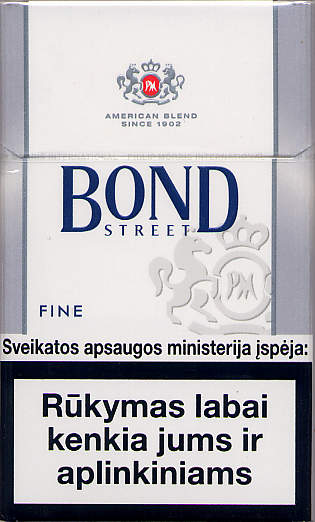 PM
AMERICAN BLEND
SINCE 1902
BOND
STREET
PM
FINE
Sveikatos apsaugos ministerija įspėja:
Rūkymas labai
kenkia jums ir
aplinkiniams